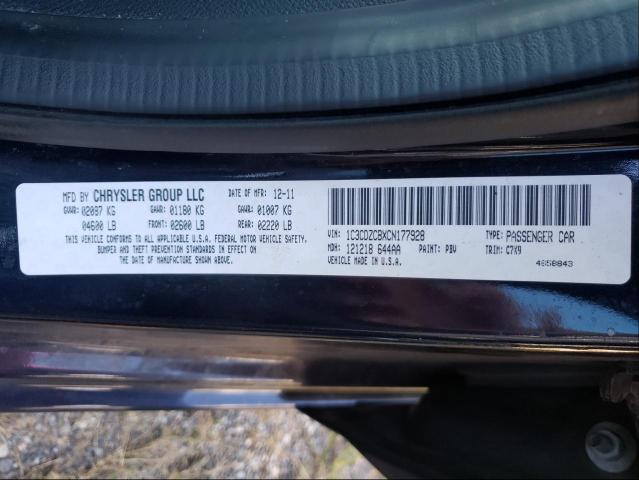 MFD BY CHRYSLER GROUP LLC DATE OF MFR: 12-11
GVWR: 02087 KG GAWR: 01180 KG GAWR: 01007 KG
04600 LB FRONT: 02600 LB REAR: 02220 LB
THIS VEHICLE CONFORMS TO ALL APPLICABLE U.S.A. FEDERAL MOTOR VEHICLE SAFETY,
BUMPER AND THEFT PREVENTION STANDARDS IN EFFECT ON
THE DATE OF MANUFACTURE SHOWN ABOVE.
VIN: 1C3CDZCBXCN177928 TYPE: PASSENGER CAR
MDH: 121218 644AA PAINT: PBV TRIM: C7X9
VEHICLE MADE IN U.S.A. 4658843